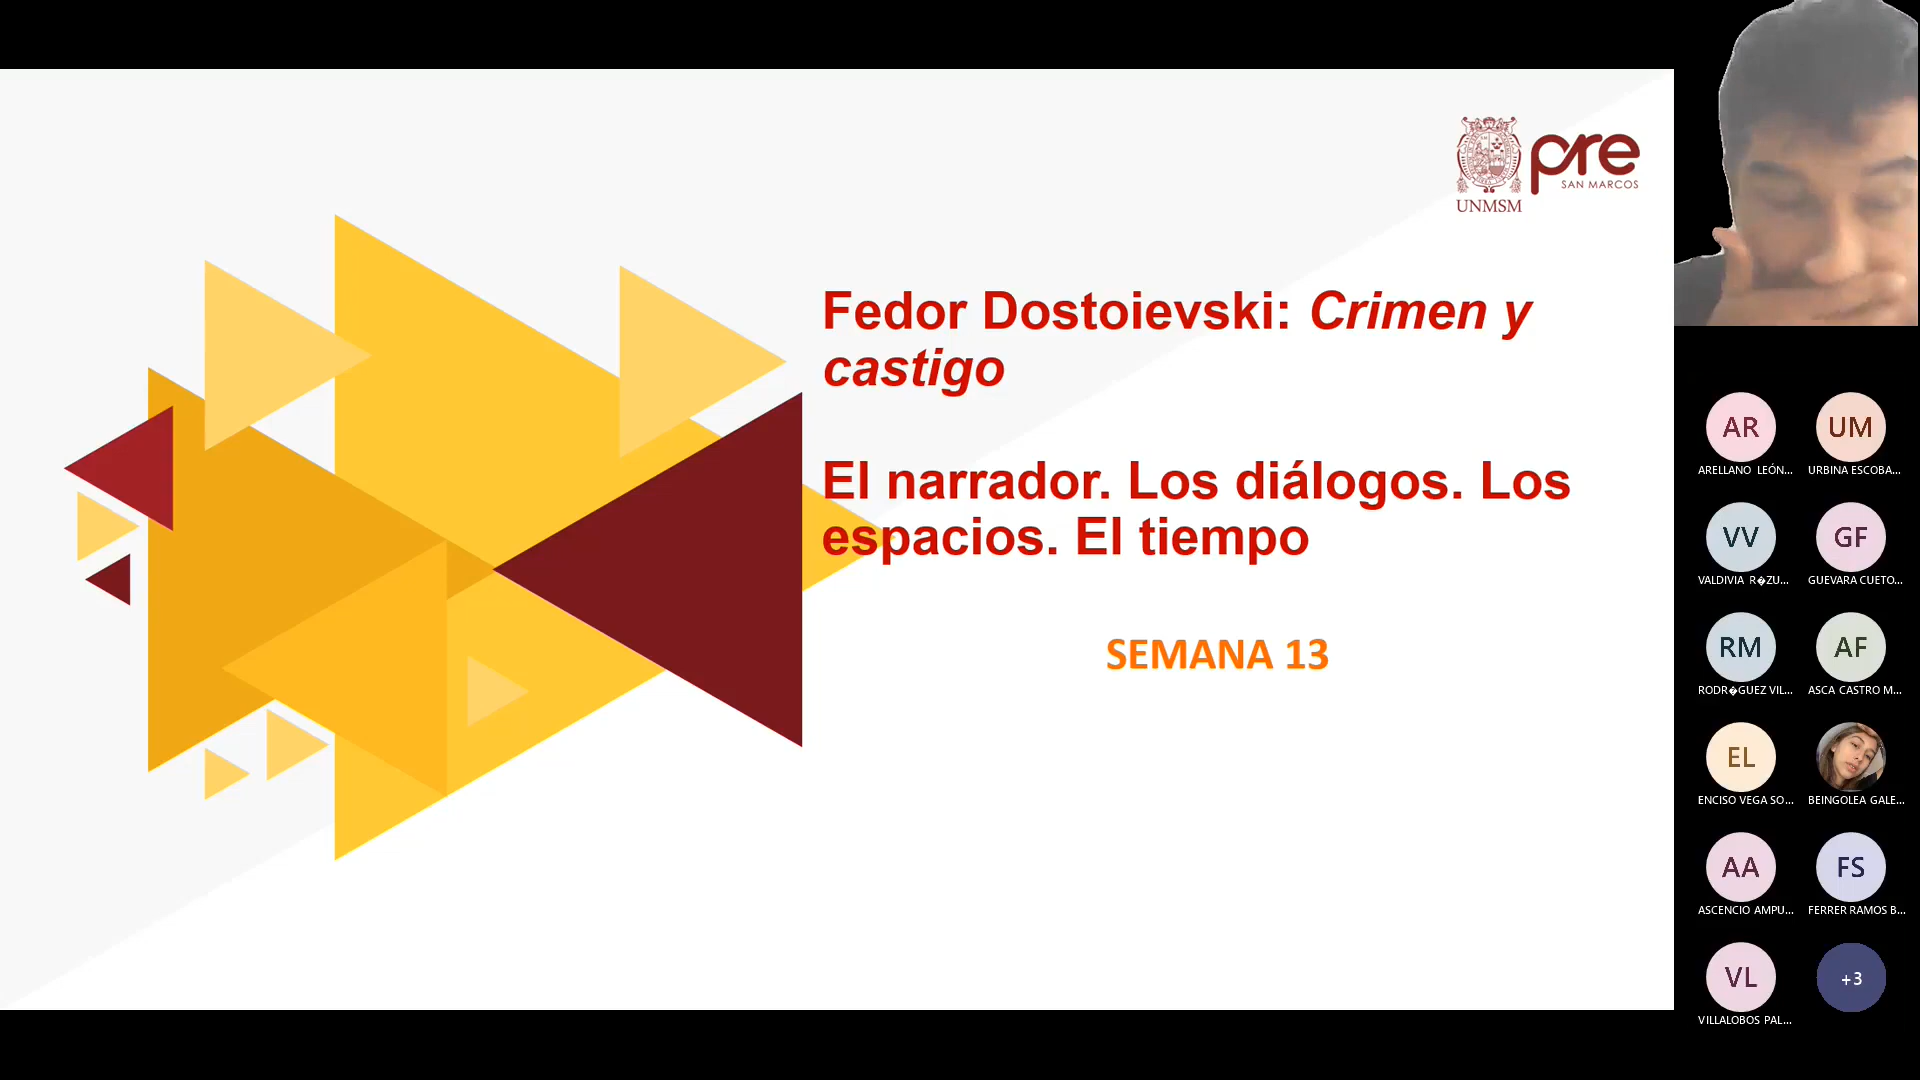 UNMSM
pre
SAN MARCOS
Fedor Dostoievski: Crimen y
castigo
El narrador. Los diálogos. Los
espacios. El tiempo
SEMANA 13
AR
UM
ARELLANO LEÓN...
URBINA ESCOBA...
VV
GF
VALDIVIA R�ZU...
GUEVARA CUETO...
RM
AF
RODR�GUEZ VIL...
ASCA CASTRO M...
EL
ENCISO VEGA SO...
BEINGOLEA GALE...
AA
FS
ASCENCIO AMPU...
FERRER RAMOS B...
VL
+3
VILLALOBOS PAL...